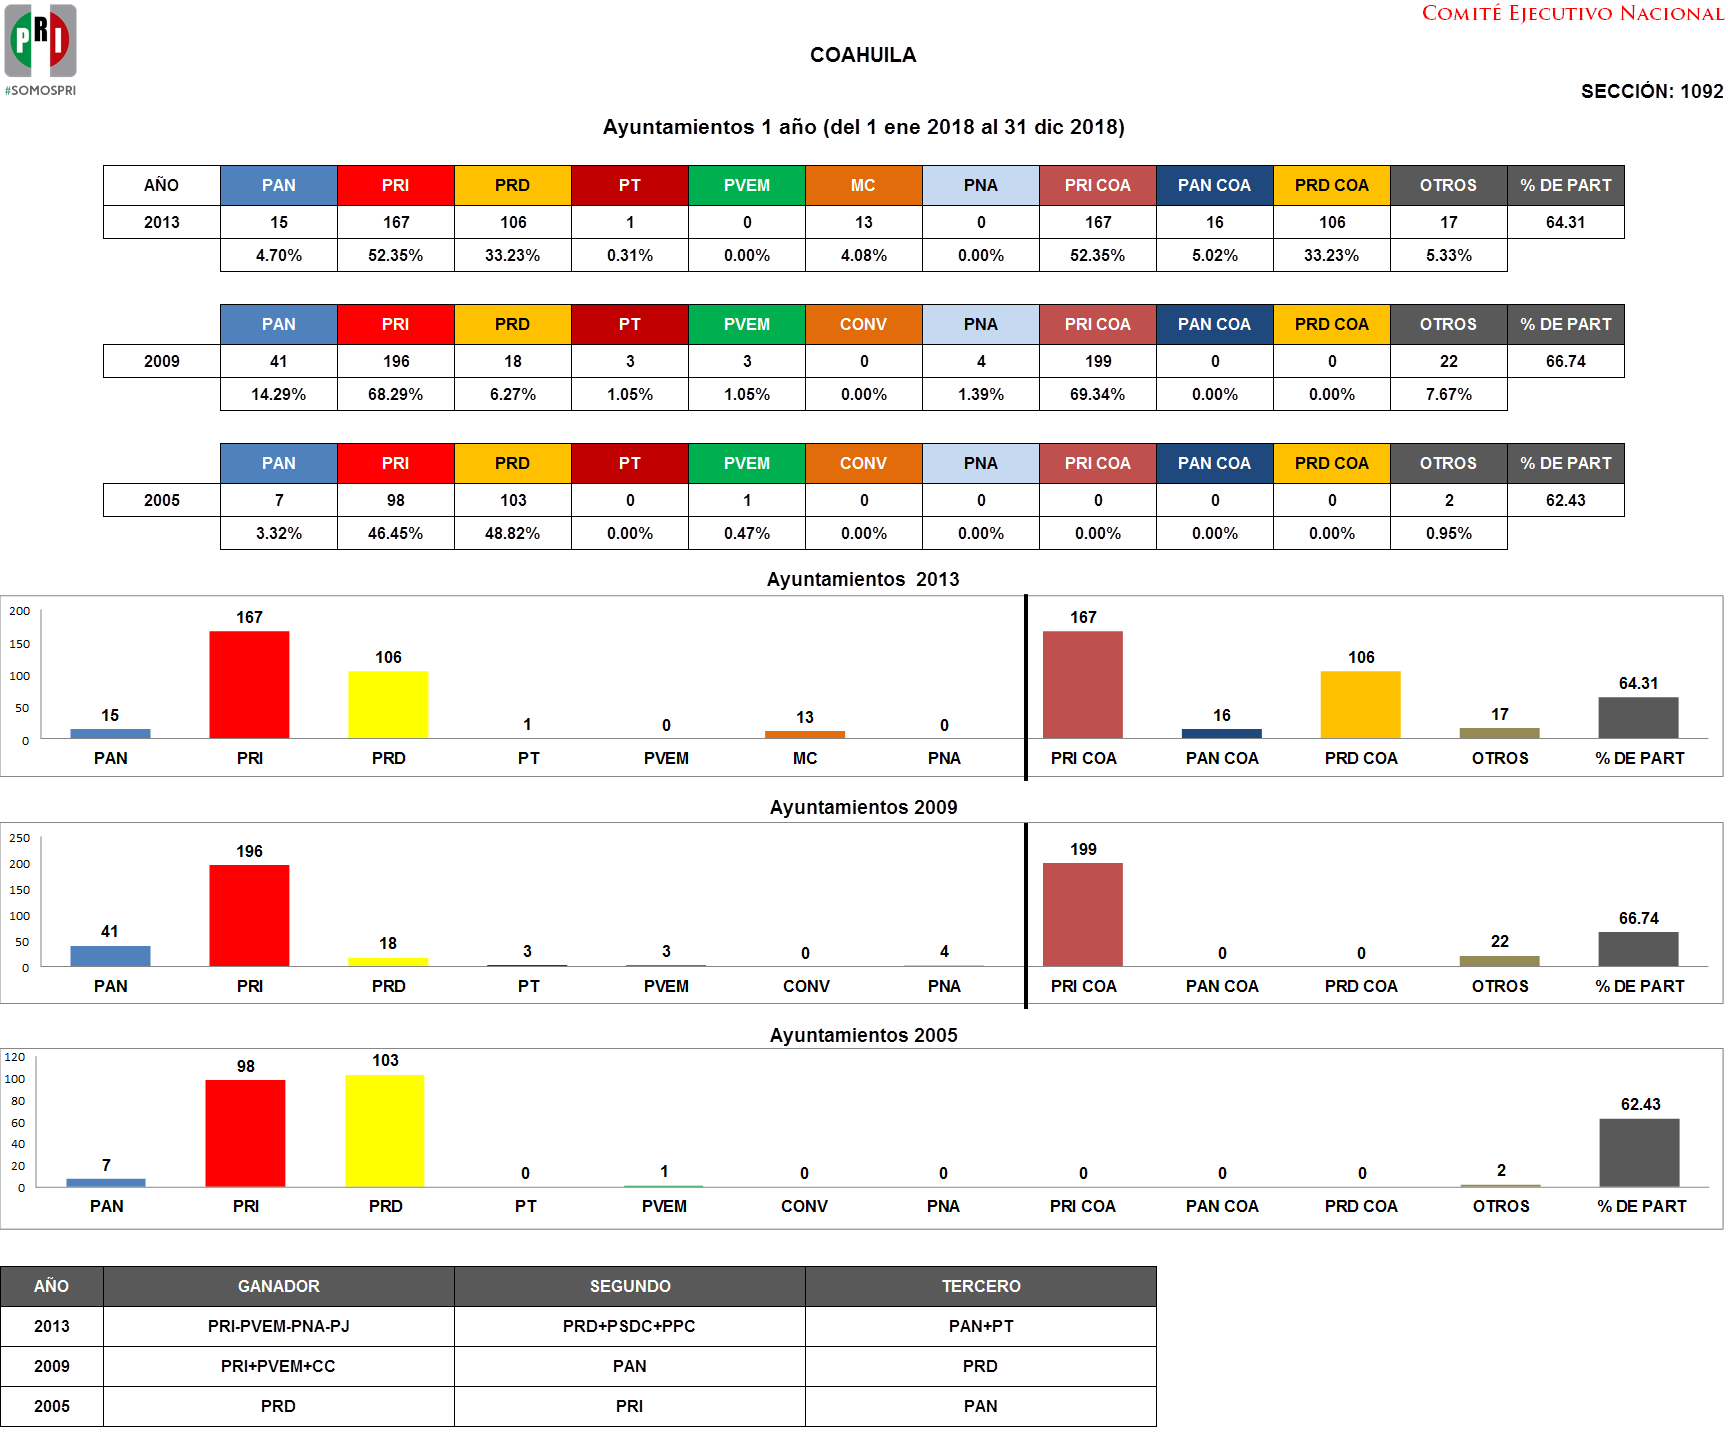 PRI
#SOMOSPRI
COMITÉ EJECUTIVO NACIONAL
COAHUILA
SECCIÓN: 1092
Ayuntamientos 1 año (del 1 ene 2018 al 31 dic 2018)
AÑO PAN PRI PRD PT PVEM MC PNA PRI COA PAN COA PRD COA OTROS % DE PART
2013 15 167 106 1 0 13 0 167 16 106 17 64.31
4.70% 52.35% 33.23% 0.31% 0.00% 4.08% 0.00% 52.35% 5.02% 33.23% 5.33%
PAN PRI PRD PT PVEM CONV PNA PRI COA PAN COA PRD COA OTROS % DE PART
2009 41 196 18 3 3 0 4 199 0 0 22 66.74
14.29% 68.29% 6.27% 1.05% 1.05% 0.00% 1.39% 69.34% 0.00% 0.00% 7.67%
PAN PRI PRD PT PVEM CONV PNA PRI COA PAN COA PRD COA OTROS % DE PART
2005 7 98 103 0 1 0 0 0 0 0 2 62.43
3.32% 46.45% 48.82% 0.00% 0.47% 0.00% 0.00% 0.00% 0.00% 0.00% 0.95%
Ayuntamientos 2013
200
150
100
50
0
15 167 106 1 0 13 0 167 16 106 17 64.31
PAN PRI PRD PT PVEM MC PNA PRI COA PAN COA PRD COA OTROS % DE PART
Ayuntamientos 2009
250
200
150
100
50
0
41 196 18 3 3 0 4 199 0 0 22 66.74
PAN PRI PRD PT PVEM CONV PNA PRI COA PAN COA PRD COA OTROS % DE PART
Ayuntamientos 2005
120
100
80
60
40
20
0
7 98 103 0 1 0 0 0 0 0 2 62.43
PAN PRI PRD PT PVEM CONV PNA PRI COA PAN COA PRD COA OTROS % DE PART
AÑO GANADOR SEGUNDO TERCERO
2013 PRI-PVEM-PNA-PJ PRD+PSDC+PPC PAN+PT
2009 PRI+PVEM+CC PAN PRD
2005 PRD PRI PAN